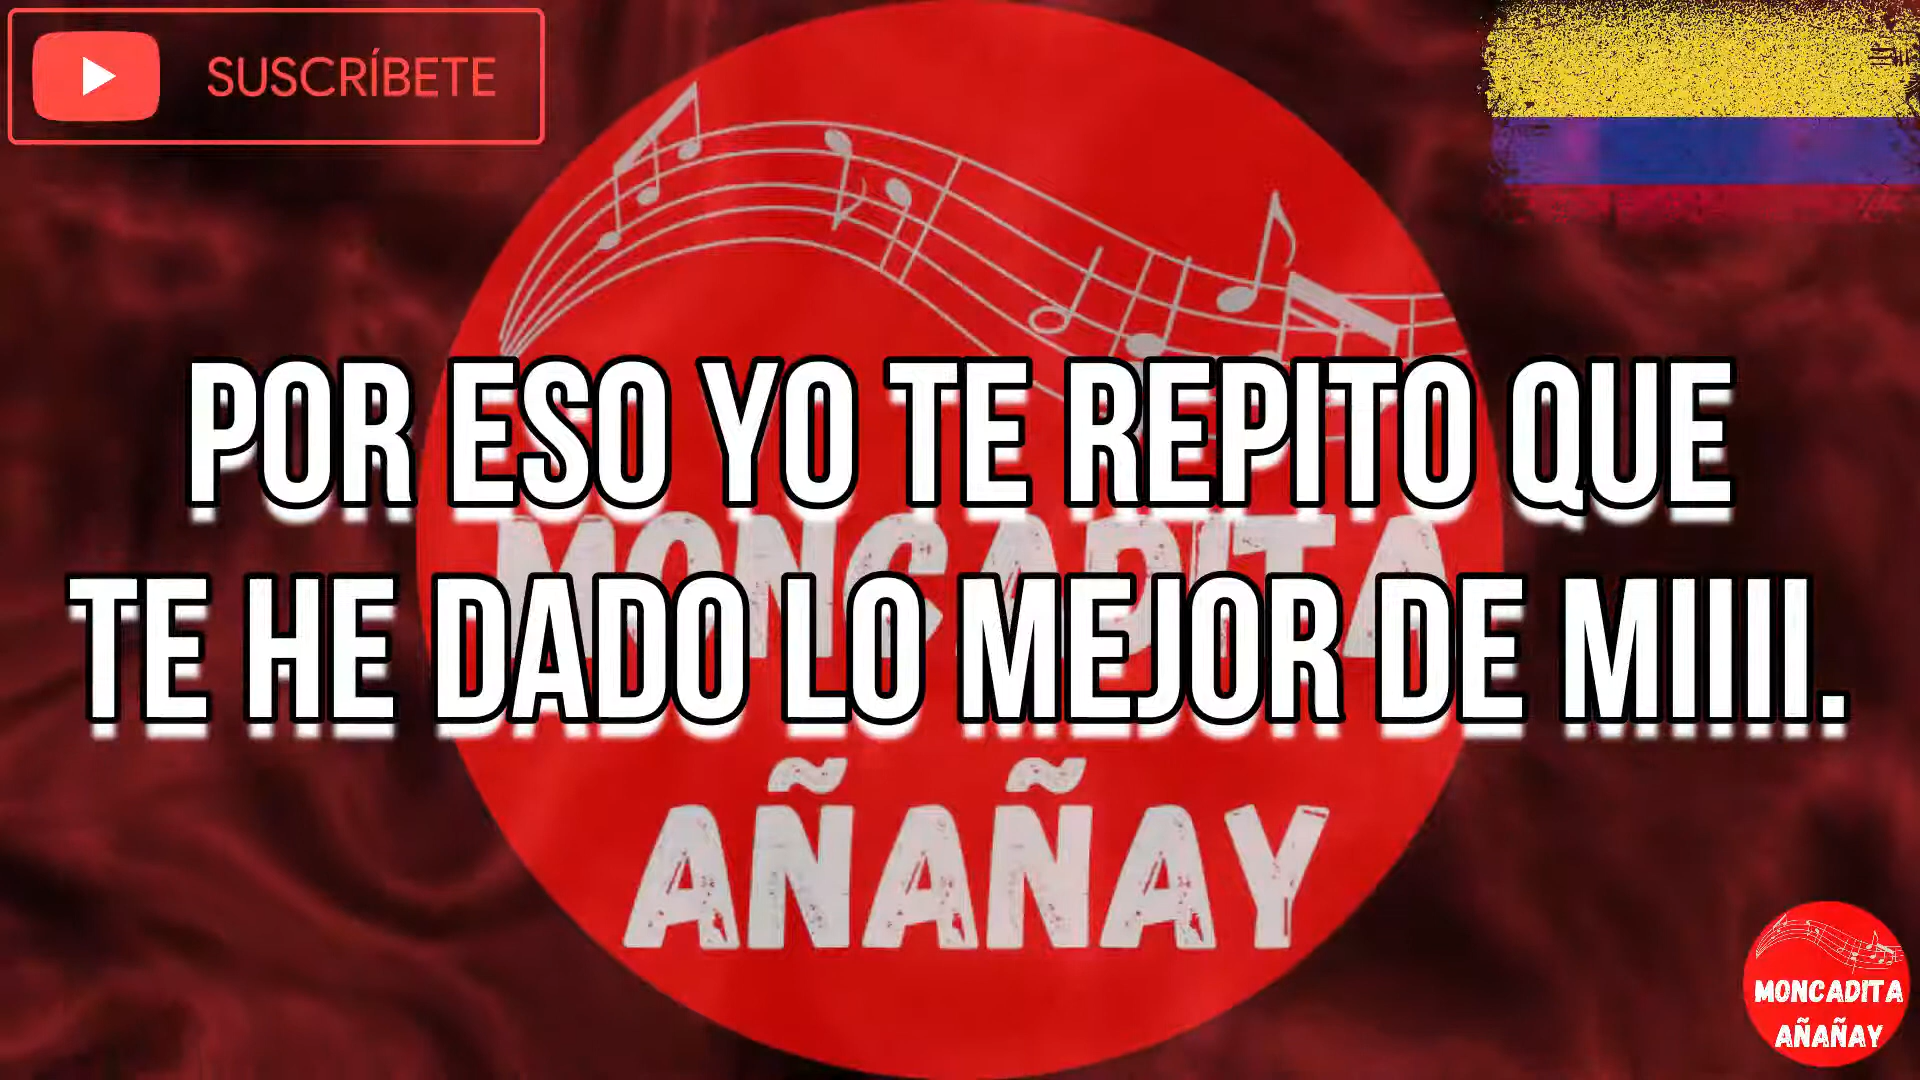 SUSCRÍBETE
POR ESO YO TE REPITO QUE
MONCADITA
TE HE DADO LO MEJOR DE MIIII.
AÑAÑAY
MONCADITA
AÑAÑAY